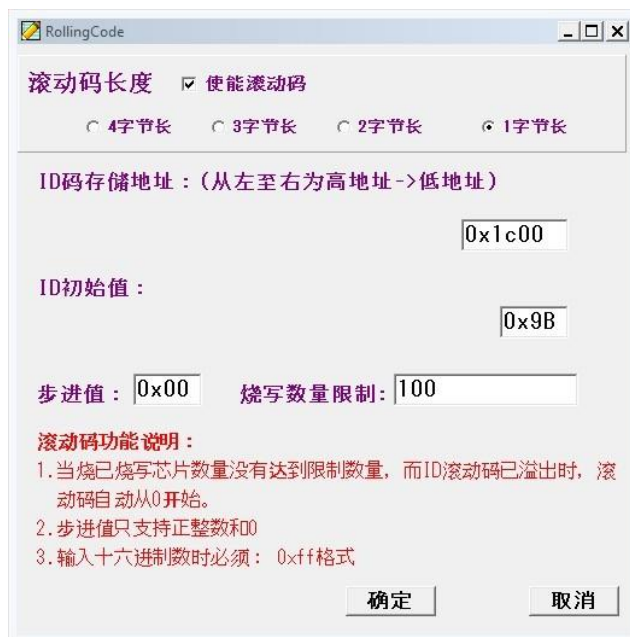 RollingCode
滚动码长度 使能滚动码
4字节长 3字节长 2字节长 1字节长
ID码存储地址：(从左至右为高地址->低地址)
0x1c00
ID初始值：
0x9B
步进值： 0x00 烧写数量限制: 100
滚动码功能说明：
1.当烧已烧写芯片数量没有达到限制数量，而ID滚动码已溢出时，滚
动码自动从0开始。
2.步进值只支持正整数和0
3.输入十六进制数时必须： 0xff格式
确定 取消